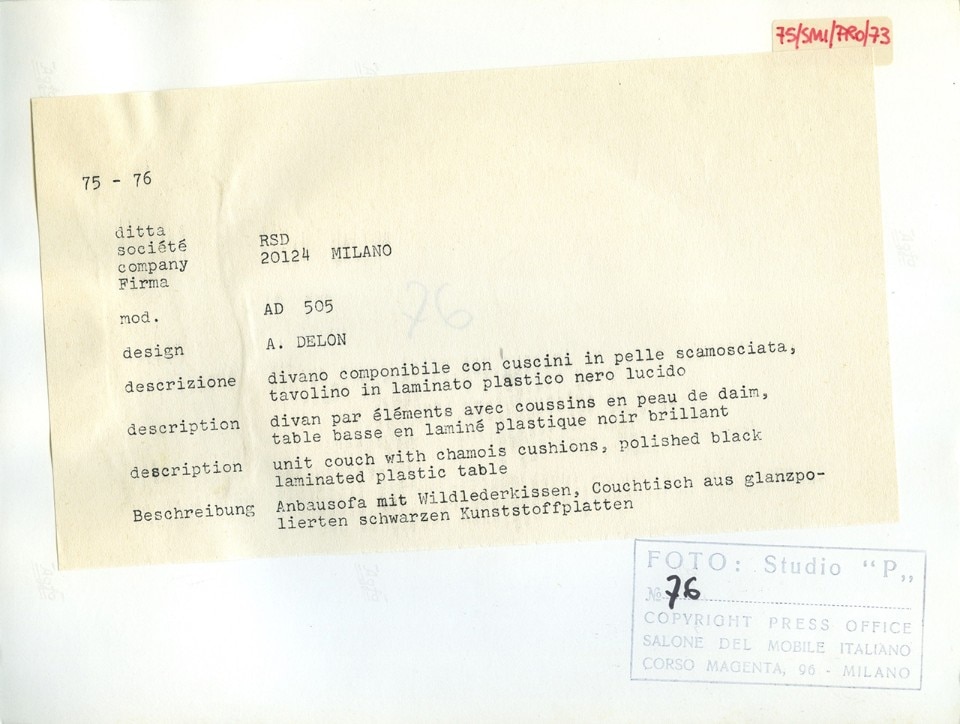 75/SMI/PRO/73
75 - 76
ditta
société
company
Firma
RSD
20124 MILANO
mod. AD 505
76
design A. DELON
descrizione divano componibile con cuscini in pelle scamosciata,
tavolino in laminato plastico nero lucido
description divan par éléments avec coussins en peau de daim,
table basse en laminé plastique noir brillant
description unit couch with chamois cushions, polished black
laminated plastic table
Beschreibung Anbausofa mit Wildlederkissen, Couchtisch aus glanzpo-
lierten schwarzen Kunststoffplatten
FOTO: Studio "P„
No 76
COPYRIGHT PRESS OFFICE
SALONE DEL MOBILE ITALIANO
CORSO MAGENTA, 96 - MILANO